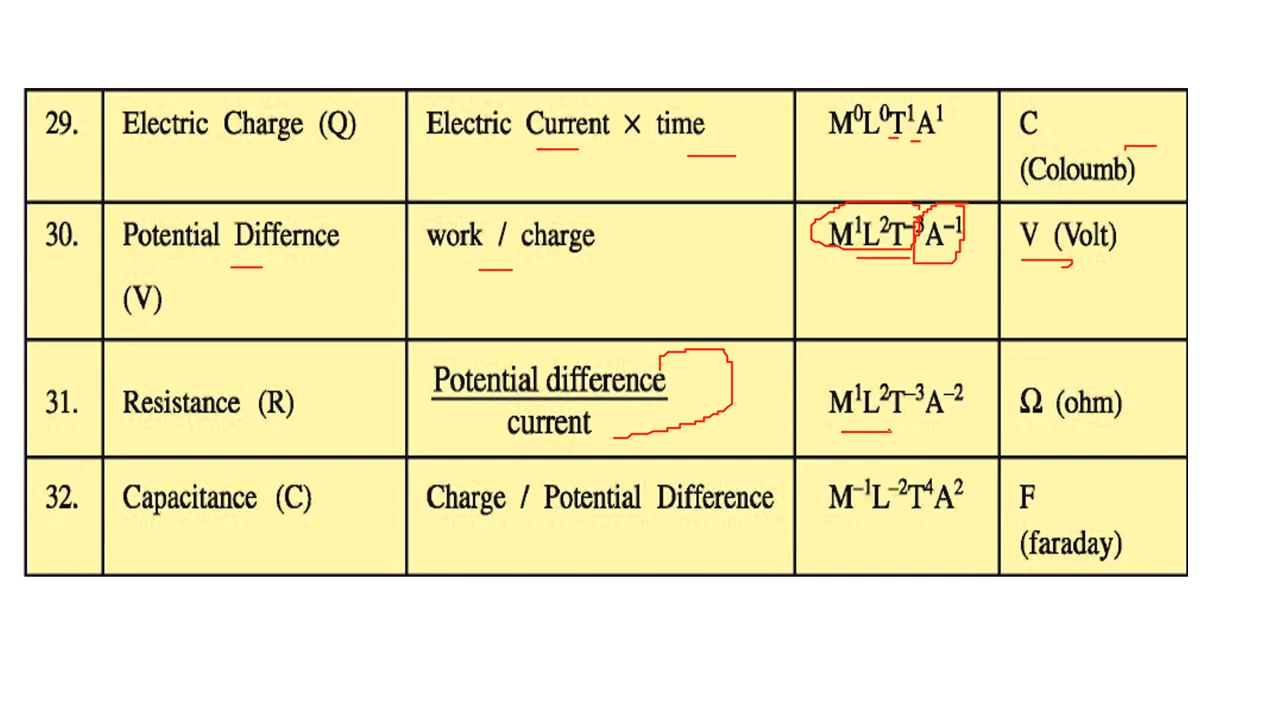 29. Electric Charge (Q) Electric Current × time M⁰L⁰T¹A¹ C
(Coloumb)
30. Potential Differnce work / charge M¹L²T⁻³A⁻¹ V (Volt)
(V)
31. Resistance (R) Potential difference M¹L²T⁻³A⁻² Ω (ohm)
current
32. Capacitance (C) Charge / Potential Difference M⁻¹L⁻²T⁴A² F
(faraday)